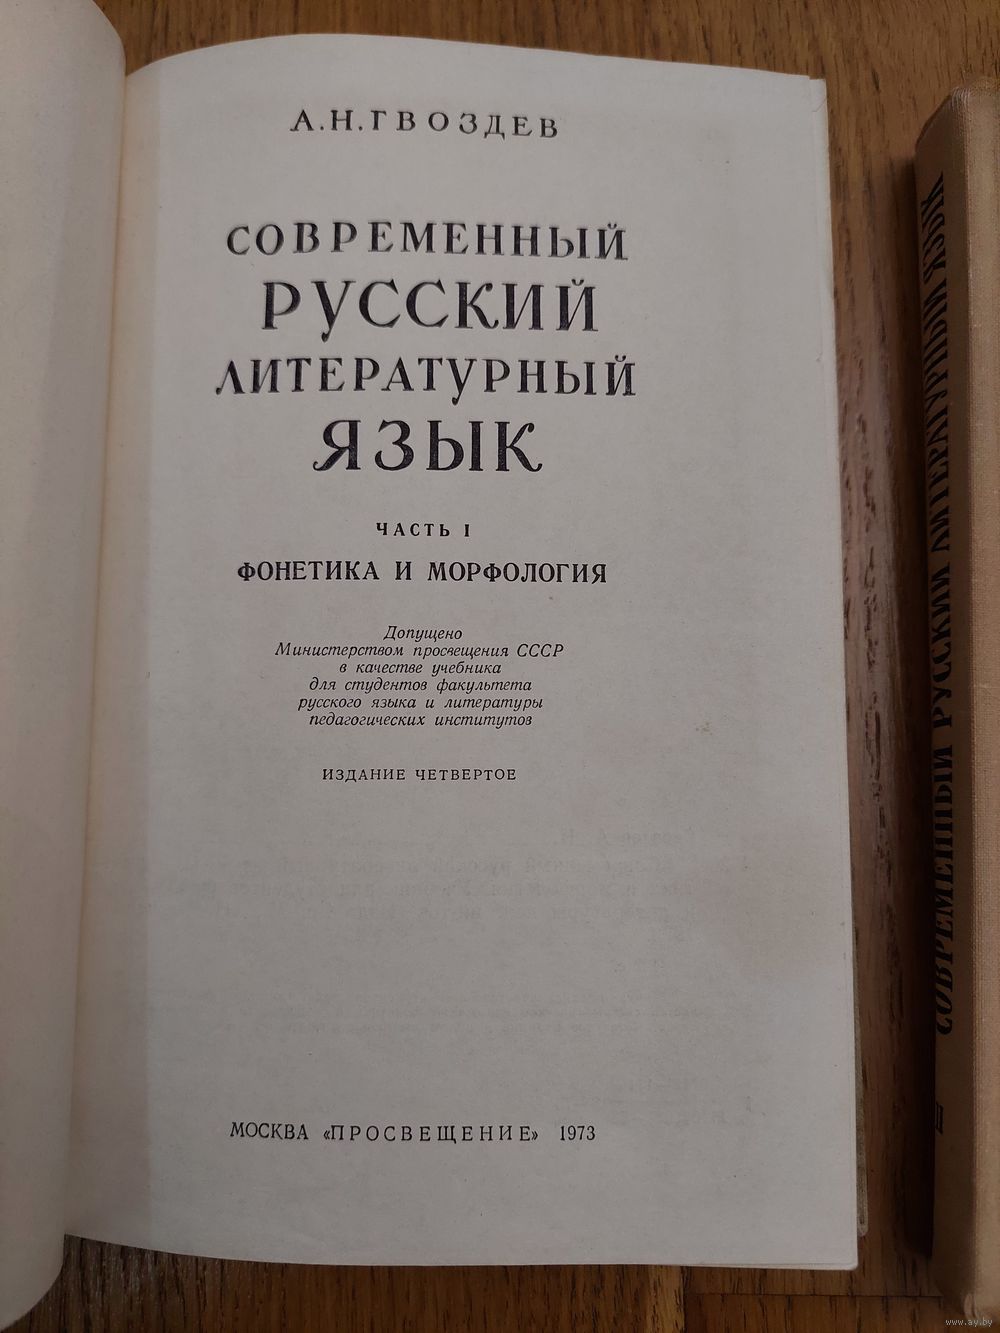 А. Н. ГВОЗДЕВ
СОВРЕМЕННЫЙ
РУССКИЙ
ЛИТЕРАТУРНЫЙ
ЯЗЫК
ЧАСТЬ I
ФОНЕТИКА И МОРФОЛОГИЯ
Допущено
Министерством просвещения СССР
в качестве учебника
для студентов факультета
русского языка и литературы
педагогических институтов
ИЗДАНИЕ ЧЕТВЕРТОЕ
МОСКВА «ПРОСВЕЩЕНИЕ» 1973
СОВРЕМЕННЫЙ РУССКИЙ ЛИТЕРАТУРНЫЙ ЯЗЫК
II
www.ay.by